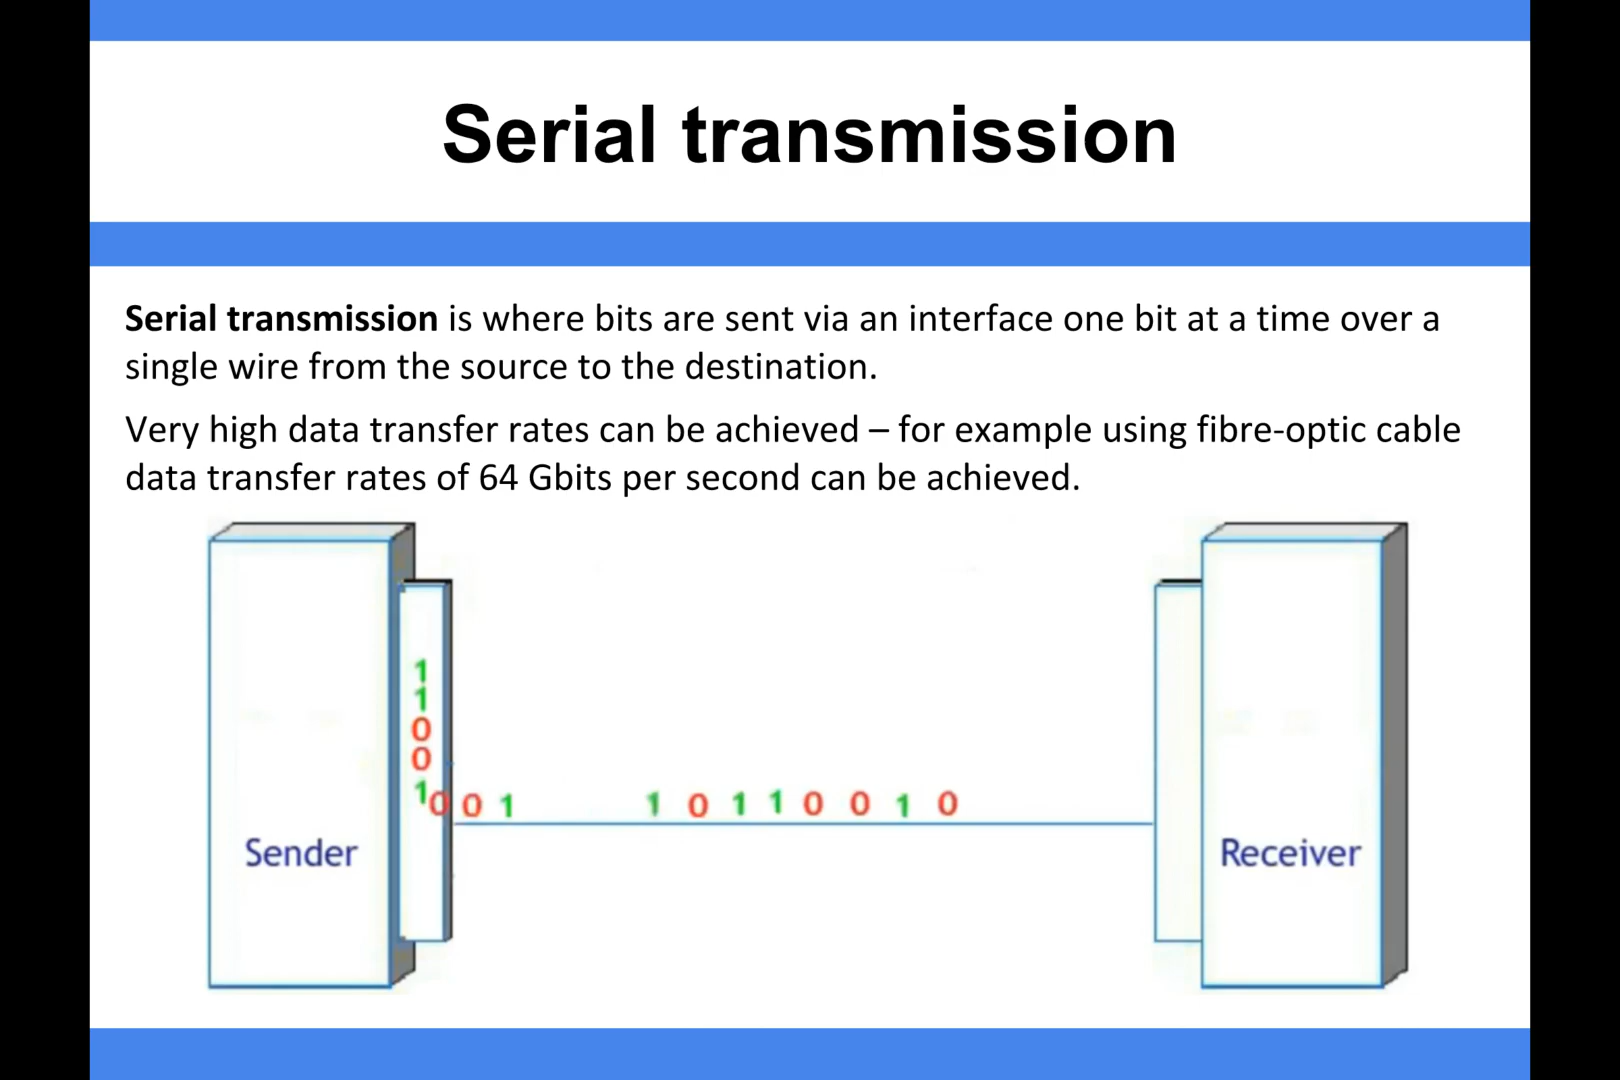 Serial transmission
Serial transmission is where bits are sent via an interface one bit at a time over a
single wire from the source to the destination.
Very high data transfer rates can be achieved – for example using fibre-optic cable
data transfer rates of 64 Gbits per second can be achieved.
1
1
0
0
1
0 0 1 1 0 1 1 0 0 1 0
Sender
Receiver